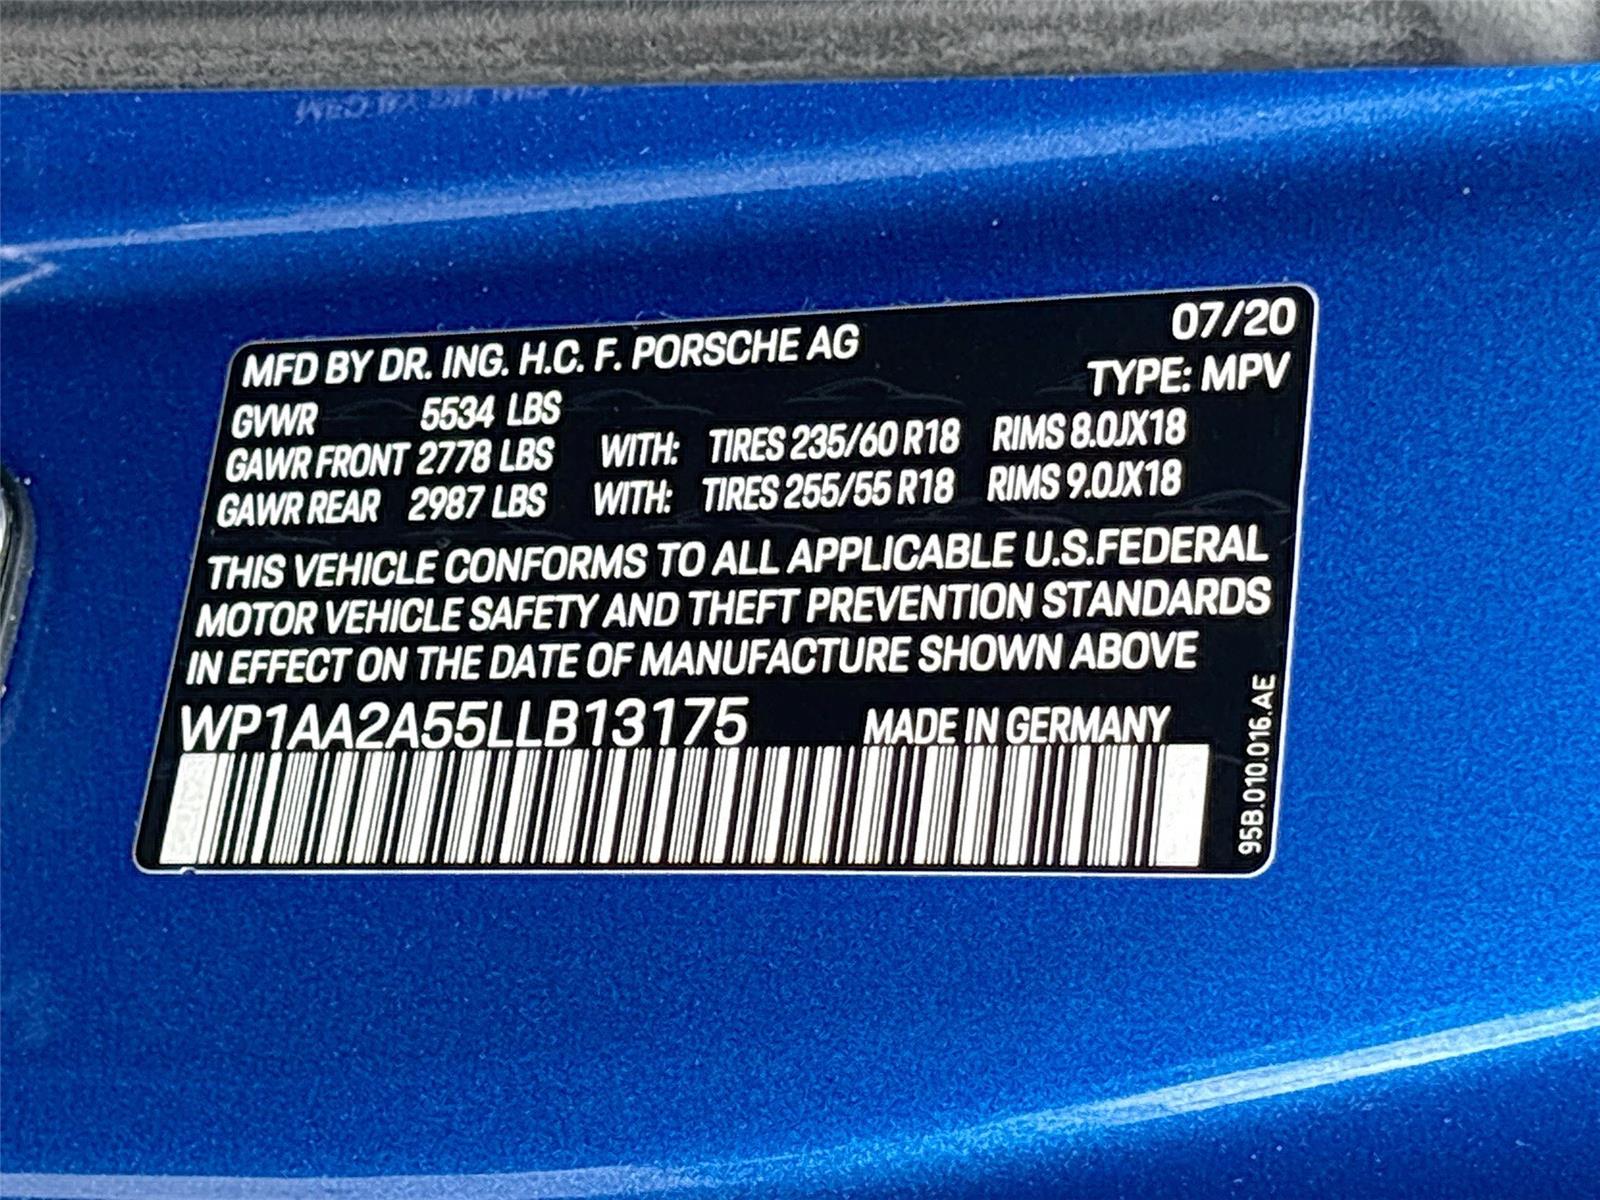 MFD BY DR. ING. H.C. F. PORSCHE AG 07/20
TYPE: MPV
GVWR 5534 LBS
GAWR FRONT 2778 LBS WITH: TIRES 235/60 R18 RIMS 8.0JX18
GAWR REAR 2987 LBS WITH: TIRES 255/55 R18 RIMS 9.0JX18
THIS VEHICLE CONFORMS TO ALL APPLICABLE U.S.FEDERAL
MOTOR VEHICLE SAFETY AND THEFT PREVENTION STANDARDS
IN EFFECT ON THE DATE OF MANUFACTURE SHOWN ABOVE
WP1AA2A55LLB13175 MADE IN GERMANY
95B.010.016.AE